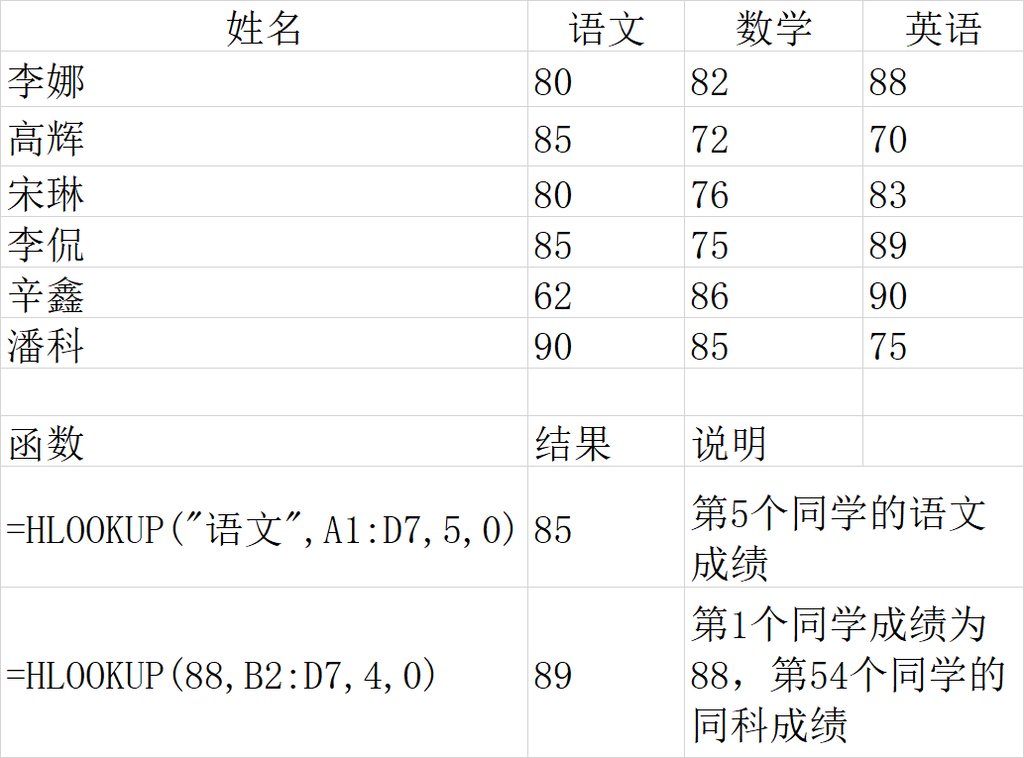 姓名 语文 数学 英语
李娜 80 82 88
高辉 85 72 70
宋琳 80 76 83
李侃 85 75 89
辛鑫 62 86 90
潘科 90 85 75
函数 结果 说明
=HLOOKUP("语文",A1:D7,5,0) 85 第5个同学的语文
成绩
=HLOOKUP(88,B2:D7,4,0) 89 第1个同学成绩为
88，第54个同学的
同科成绩